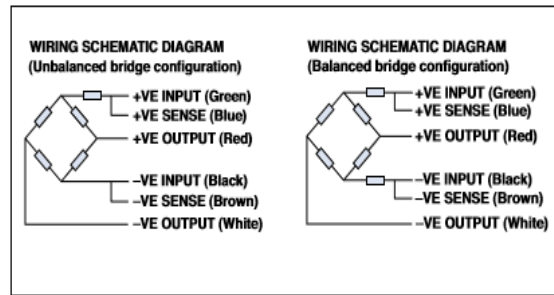 WIRING SCHEMATIC DIAGRAM
(Unbalanced bridge configuration)
+VE INPUT (Green)
+VE SENSE (Blue)
+VE OUTPUT (Red)
–VE INPUT (Black)
–VE SENSE (Brown)
–VE OUTPUT (White)
WIRING SCHEMATIC DIAGRAM
(Balanced bridge configuration)
+VE INPUT (Green)
+VE SENSE (Blue)
+VE OUTPUT (Red)
–VE INPUT (Black)
–VE SENSE (Brown)
–VE OUTPUT (White)